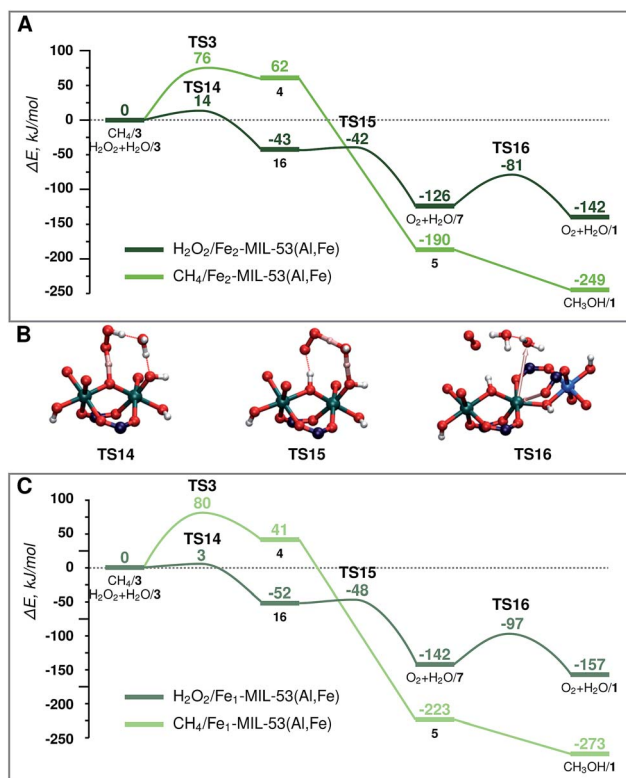 A
100
50
0
-50
-100
-150
-200
-250
ΔE, kJ/mol
TS3
76
62
4
0
CH₄/3
H₂O₂+H₂O/3
TS14
14
-43
16
TS15
-42
-126
O₂+H₂O/7
TS16
-81
-142
O₂+H₂O/1
-190
5
-249
CH₃OH/1
H₂O₂/Fe₂-MIL-53(Al,Fe)
CH₄/Fe₂-MIL-53(Al,Fe)
B
TS14
TS15
TS16
C
100
50
0
-50
-100
-150
-200
-250
ΔE, kJ/mol
TS3
80
41
4
0
CH₄/3
H₂O₂+H₂O/3
TS14
3
-52
16
TS15
-48
-142
O₂+H₂O/7
TS16
-97
-157
O₂+H₂O/1
-223
5
-273
CH₃OH/1
H₂O₂/Fe₁-MIL-53(Al,Fe)
CH₄/Fe₁-MIL-53(Al,Fe)